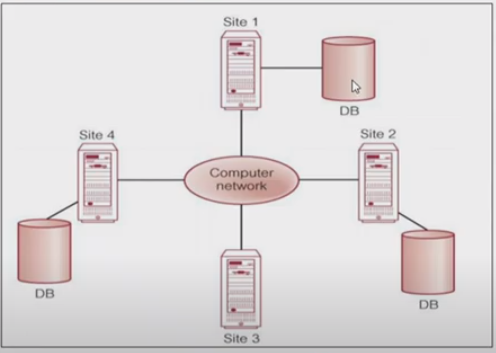 Site 1
DB
Site 4
Site 2
Computer
network
DB
DB
Site 3